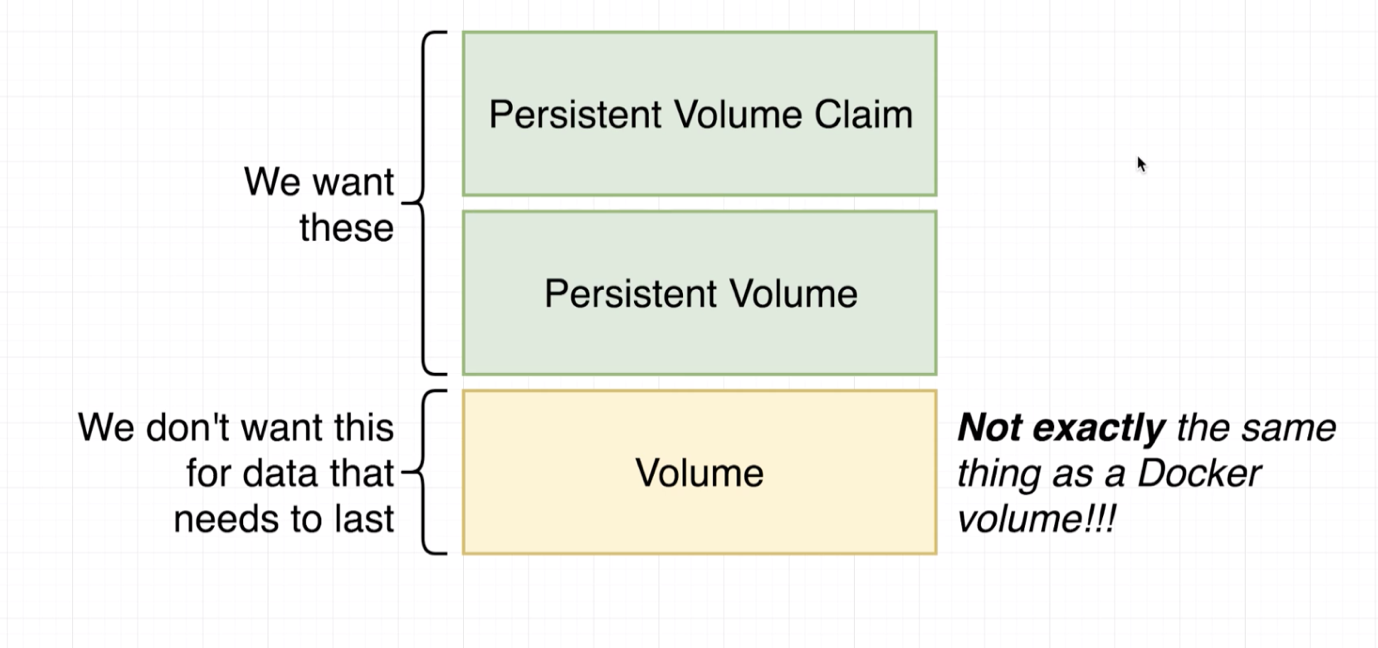 Persistent Volume Claim
We want
these
Persistent Volume
We don't want this
for data that
needs to last
Volume
Not exactly the same
thing as a Docker
volume!!!